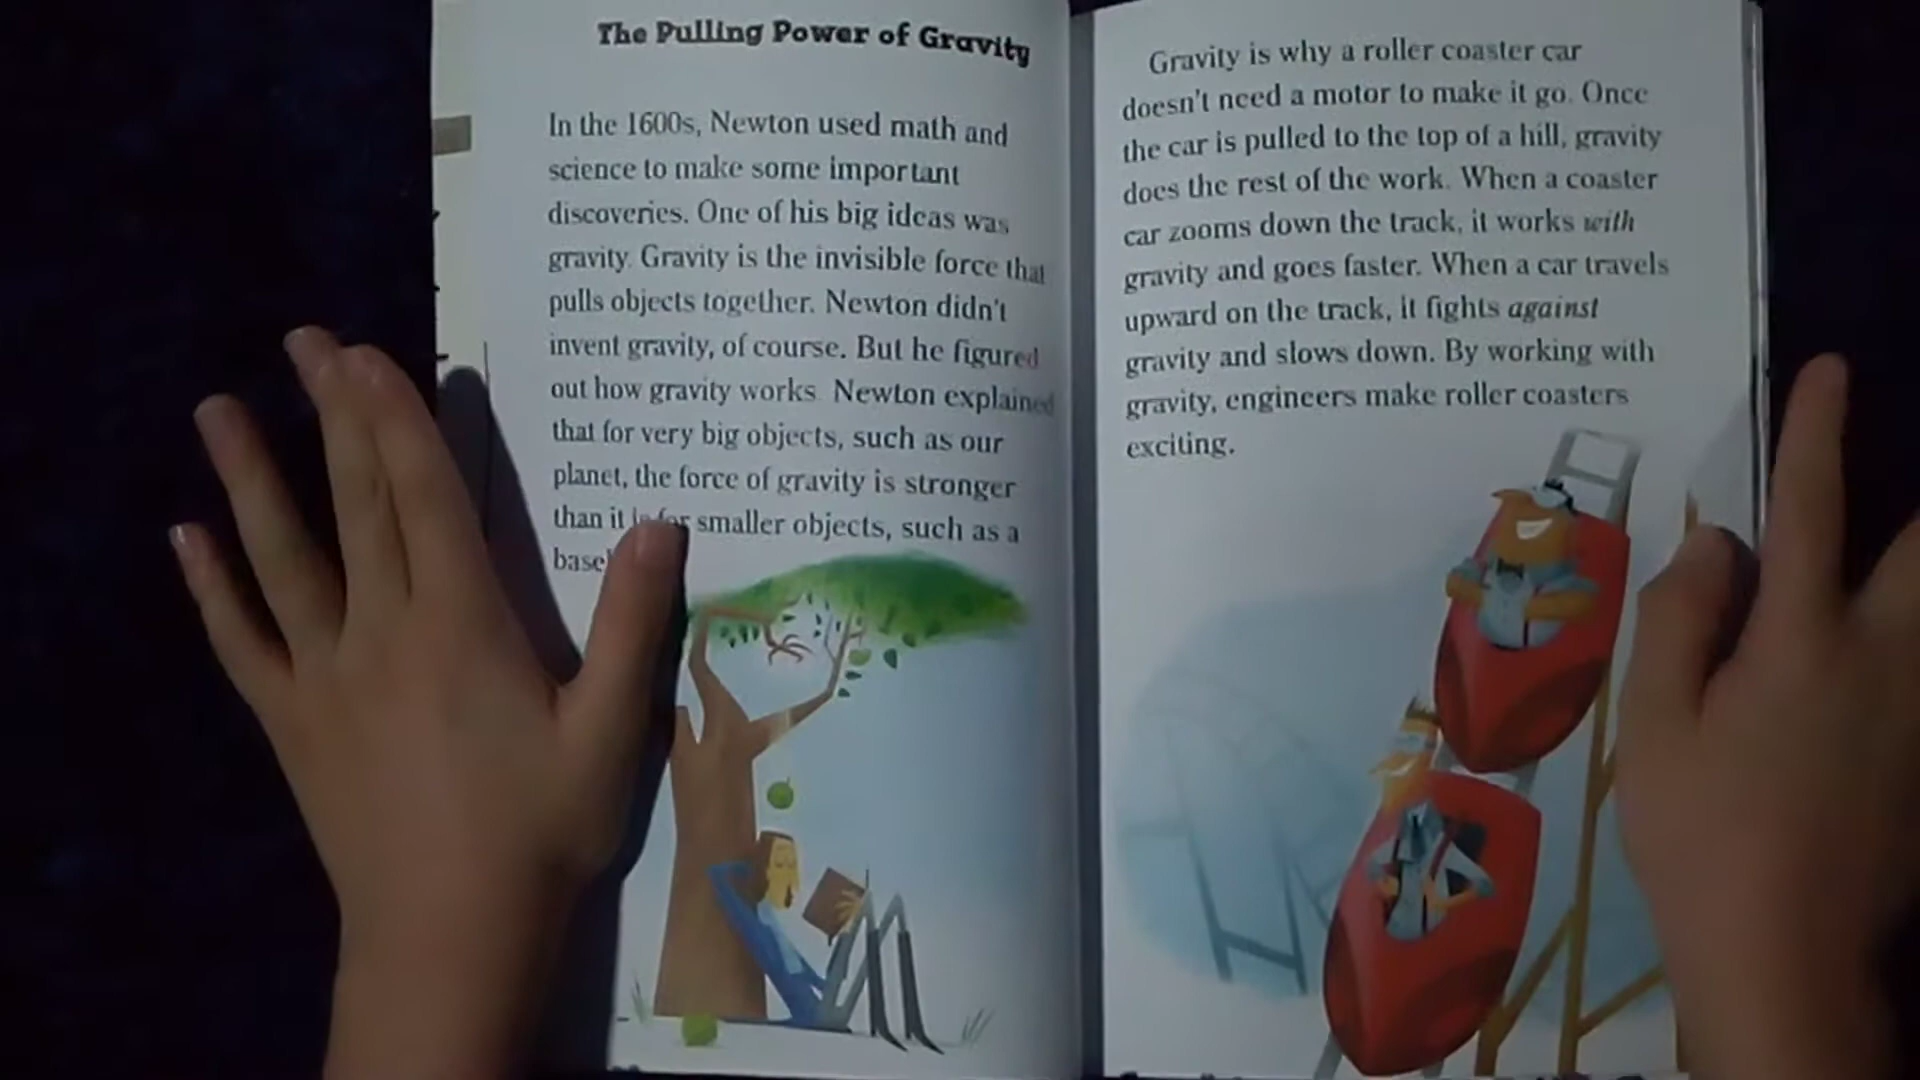 The Pulling Power of Gravity
In the 1600s, Newton used math and
science to make some important
discoveries. One of his big ideas was
gravity. Gravity is the invisible force that
pulls objects together. Newton didn't
invent gravity, of course. But he figured
out how gravity works. Newton explained
that for very big objects, such as our
planet, the force of gravity is stronger
than it is for smaller objects, such as a
Gravity is why a roller coaster car
doesn't need a motor to make it go. Once
the car is pulled to the top of a hill, gravity
does the rest of the work. When a coaster
car zooms down the track, it works with
gravity and goes faster. When a car travels
upward on the track, it fights against
gravity and slows down. By working with
gravity, engineers make roller coasters
exciting.